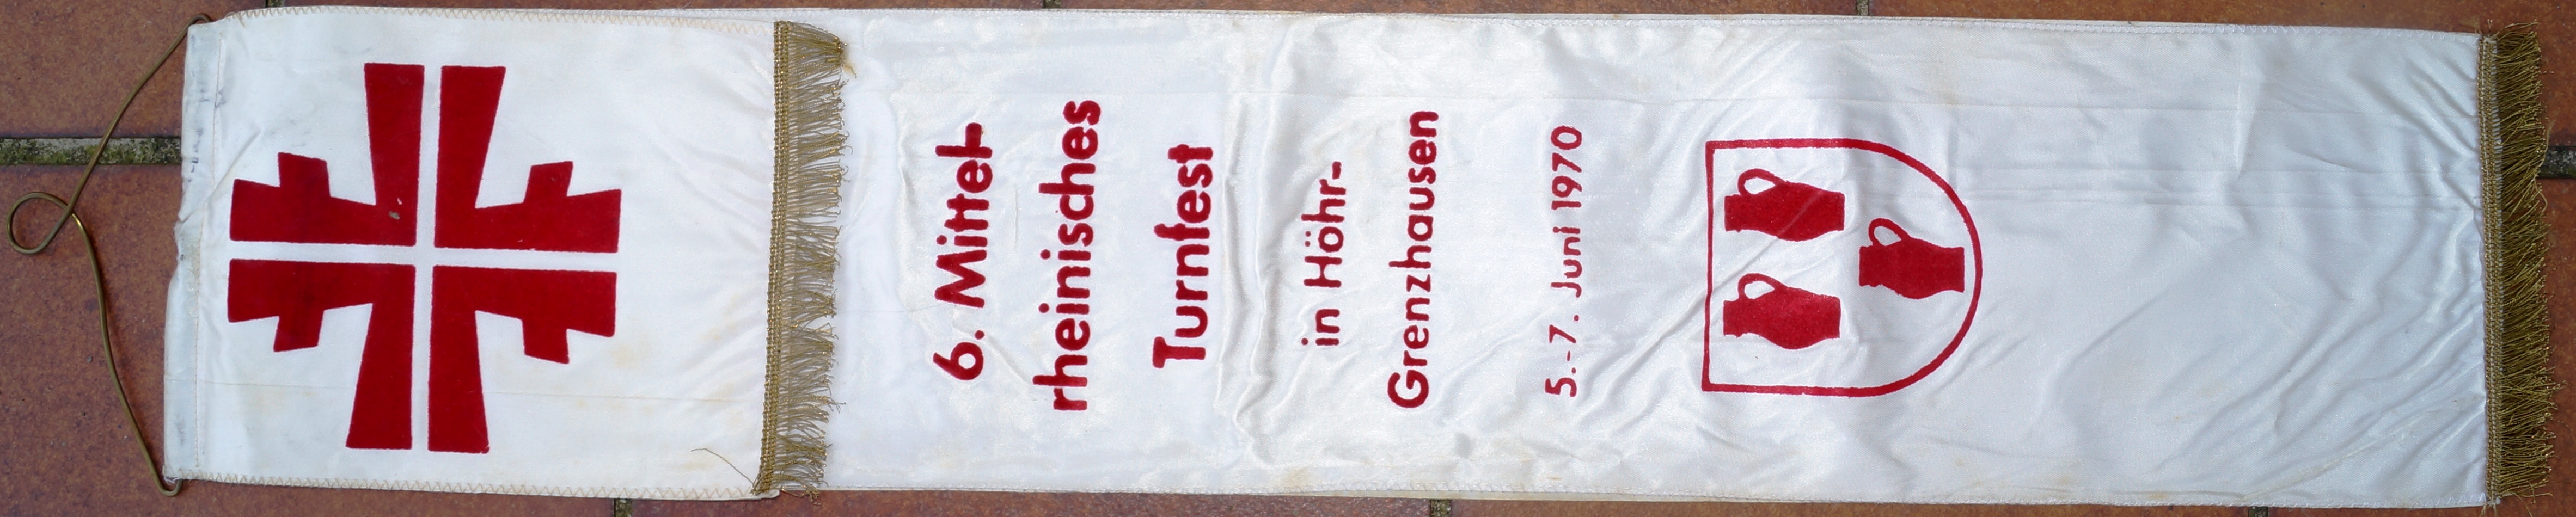 6. Mittel-
rheinisches
Turnfest
in Höhr-
Grenzhausen
5.-7. Juni 1970